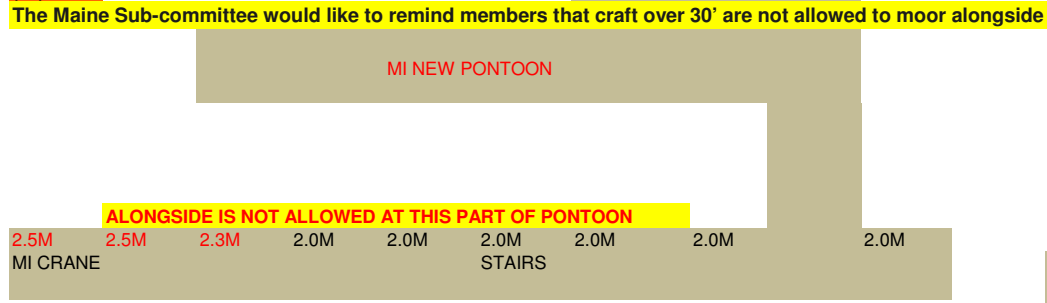 The Maine Sub-committee would like to remind members that craft over 30’ are not allowed to moor alongside
MI NEW PONTOON
ALONGSIDE IS NOT ALLOWED AT THIS PART OF PONTOON
2.5M 2.5M 2.3M 2.0M 2.0M 2.0M 2.0M 2.0M 2.0M
MI CRANE STAIRS